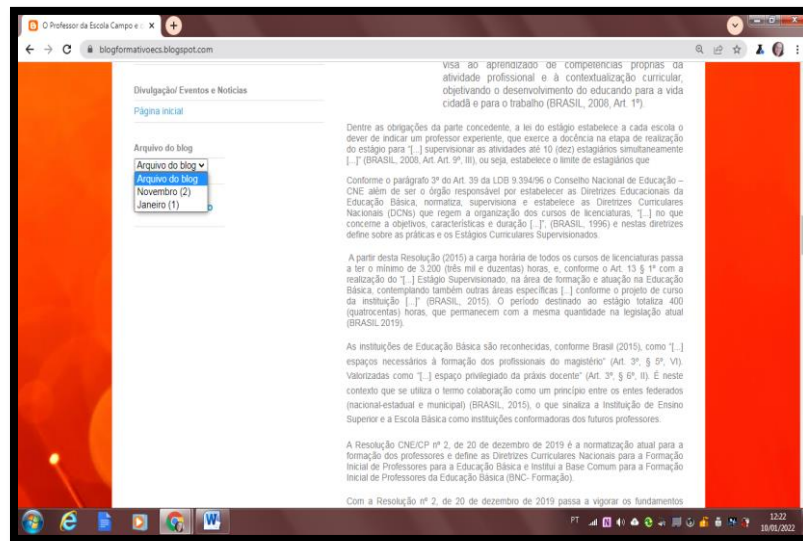 O Professor da Escola Campo e
blogformativoecs.blogspot.com
Divulgação/ Eventos e Noticias
Página inicial
Arquivo do blog
Arquivo do blog
Arquivo do blog
Novembro (2)
Janeiro (1)
visa ao aprendizado de competências próprias da
atividade profissional e à contextualização curricular,
objetivando o desenvolvimento do educando para a vida
cidadã e para o trabalho (BRASIL, 2008, Art. 1º).
Dentre as obrigações da parte concedente, a lei do estágio estabelece a cada escola o
dever de indicar um professor experiente, que exerce a docência na etapa de realização
do estágio para "[...] supervisionar as atividades até 10 (dez) estagiários simultaneamente
[...]" (BRASIL, 2008, Art. Art. 9º, III), ou seja, estabelece o limite de estagiários que
Conforme o parágrafo 3º do Art. 39 da LDB 9.394/96 o Conselho Nacional de Educação –
CNE além de ser o órgão responsável por estabelecer as Diretrizes Educacionais da
Educação Básica, normatiza, supervisiona e estabelece as Diretrizes Curriculares
Nacionais (DCNs) que regem a organização dos cursos de licenciaturas, "[...] no que
concerne a objetivos, características e duração [...]", (BRASIL, 1996) e nestas diretrizes
define sobre as práticas e os Estágios Curriculares Supervisionados.
A partir desta Resolução (2015) a carga horária de todos os cursos de licenciaturas passa
a ter o mínimo de 3.200 (três mil e duzentas) horas, e, conforme o Art. 13 § 1º com a
realização do "[...] Estágio Supervisionado, na área de formação e atuação na Educação
Básica, contemplando também outras áreas específicas [...] conforme o projeto de curso
da instituição [...]" (BRASIL, 2015). O período destinado ao estágio totaliza 400
(quatrocentas) horas, que permanecem com a mesma quantidade na legislação atual
(BRASIL 2019).
As instituições de Educação Básica são reconhecidas, conforme Brasil (2015), como "[...]
espaços necessários à formação dos profissionais do magistério" (Art. 3º, § 5º, VI).
Valorizadas como "[...] espaço privilegiado da práxis docente" (Art. 3º, § 6º, II). É neste
contexto que se utiliza o termo colaboração como um princípio entre os entes federados
(nacional-estadual e municipal) (BRASIL, 2015), o que sinaliza a Instituição de Ensino
Superior e a Escola Básica como instituições conformadoras dos futuros professores.
A Resolução CNE/CP nº 2, de 20 de dezembro de 2019 é a normatização atual para a
formação dos professores e define as Diretrizes Curriculares Nacionais para a Formação
Inicial de Professores para a Educação Básica e Institui a Base Comum para a Formação
Inicial de Professores da Educação Básica (BNC- Formação).
Com a Resolução nº 2, de 20 de dezembro de 2019 passa a vigorar os fundamentos
PT
12:22
10/01/2022